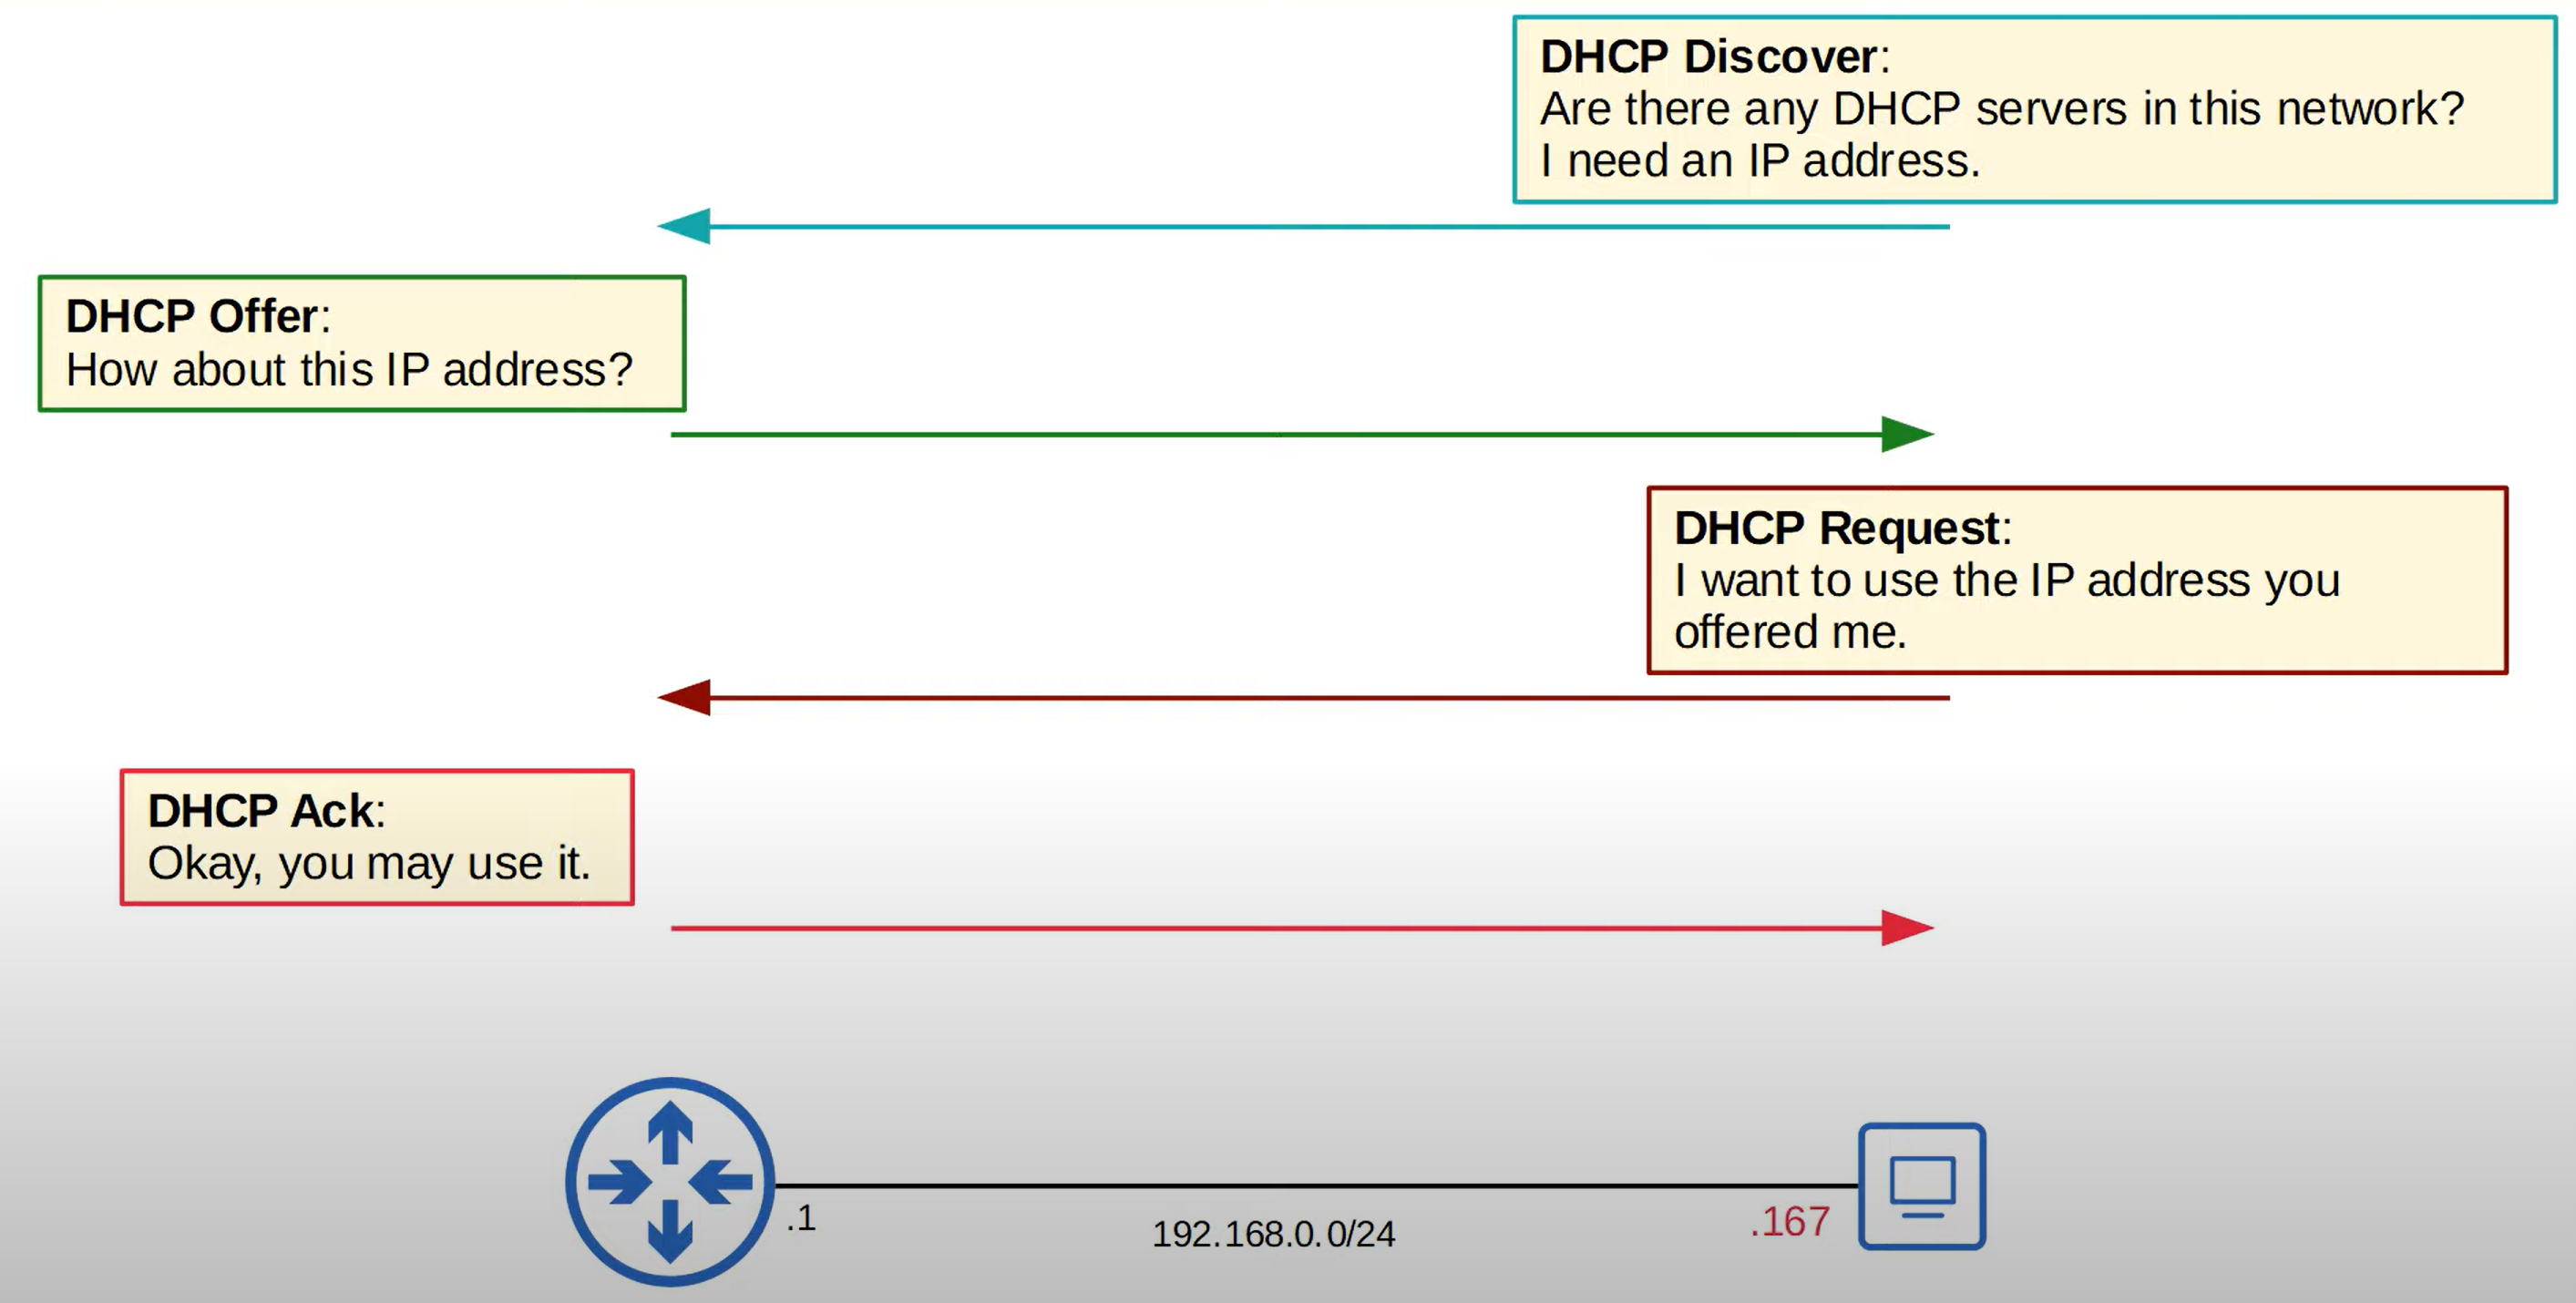 DHCP Discover:
Are there any DHCP servers in this network?
I need an IP address.
DHCP Offer:
How about this IP address?
DHCP Request:
I want to use the IP address you
offered me.
DHCP Ack:
Okay, you may use it.
.1
192.168.0.0/24
.167